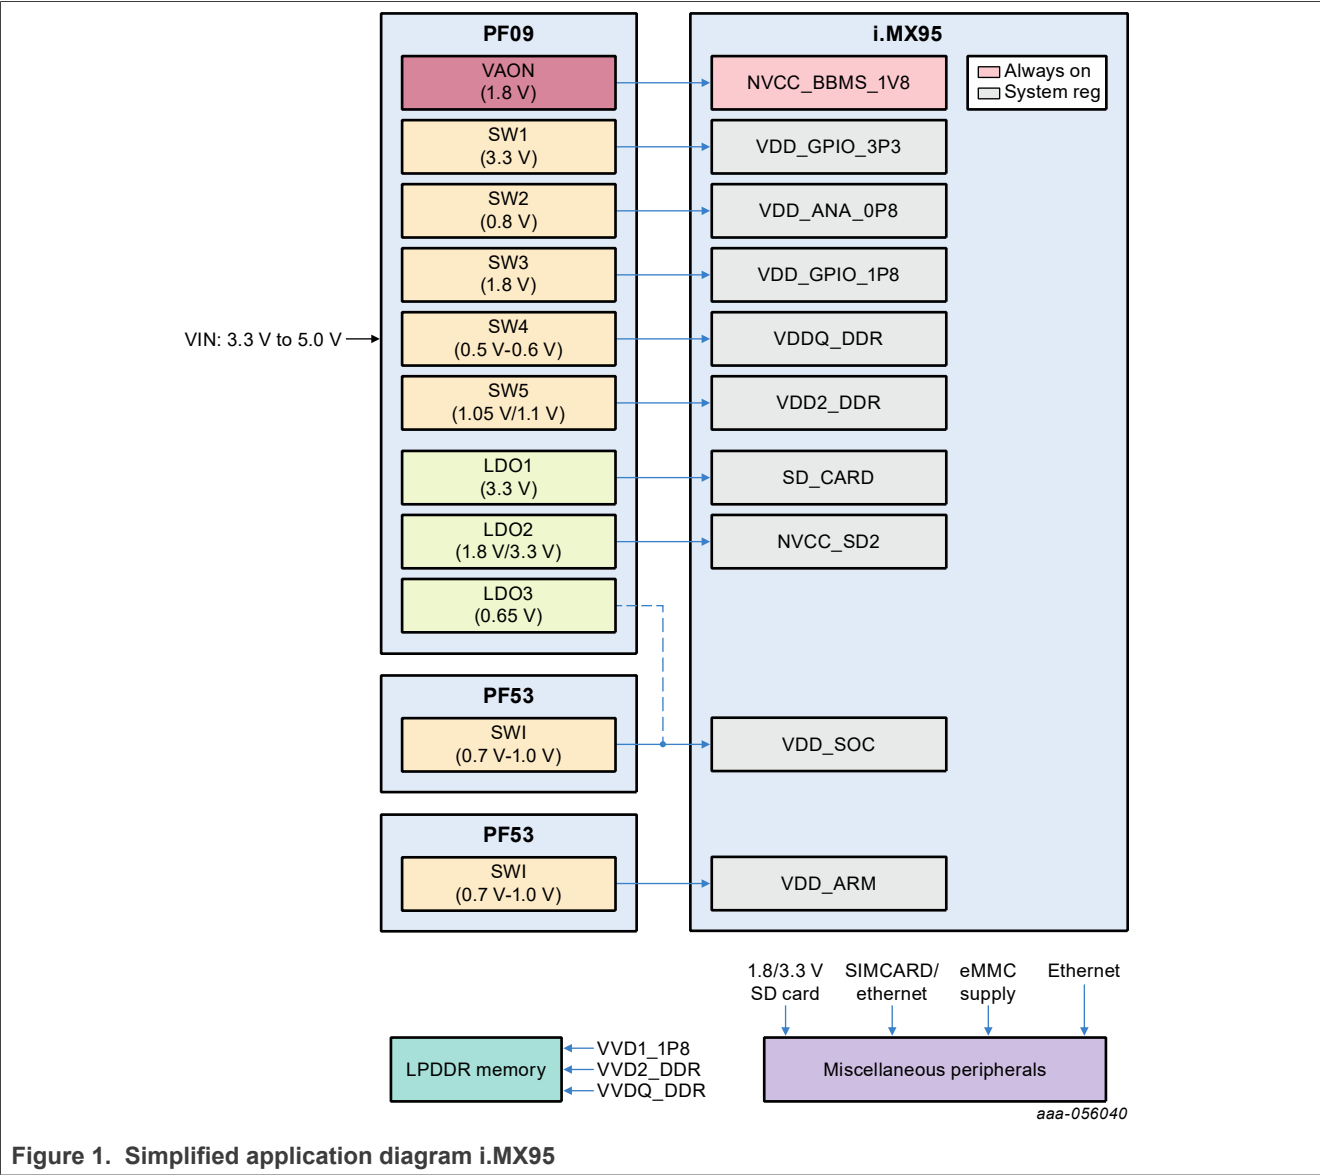 PF09
i.MX95
VAON
(1.8 V)
NVCC_BBMS_1V8
Always on
System reg
SW1
(3.3 V)
VDD_GPIO_3P3
SW2
(0.8 V)
VDD_ANA_0P8
SW3
(1.8 V)
VDD_GPIO_1P8
VIN: 3.3 V to 5.0 V
SW4
(0.5 V-0.6 V)
VDDQ_DDR
SW5
(1.05 V/1.1 V)
VDD2_DDR
LDO1
(3.3 V)
SD_CARD
LDO2
(1.8 V/3.3 V)
NVCC_SD2
LDO3
(0.65 V)
PF53
SWI
(0.7 V-1.0 V)
VDD_SOC
PF53
SWI
(0.7 V-1.0 V)
VDD_ARM
1.8/3.3 V
SD card
SIMCARD/
ethernet
eMMC
supply
Ethernet
LPDDR memory
VVD1_1P8
VVD2_DDR
VVDQ_DDR
Miscellaneous peripherals
aaa-056040
Figure 1. Simplified application diagram i.MX95